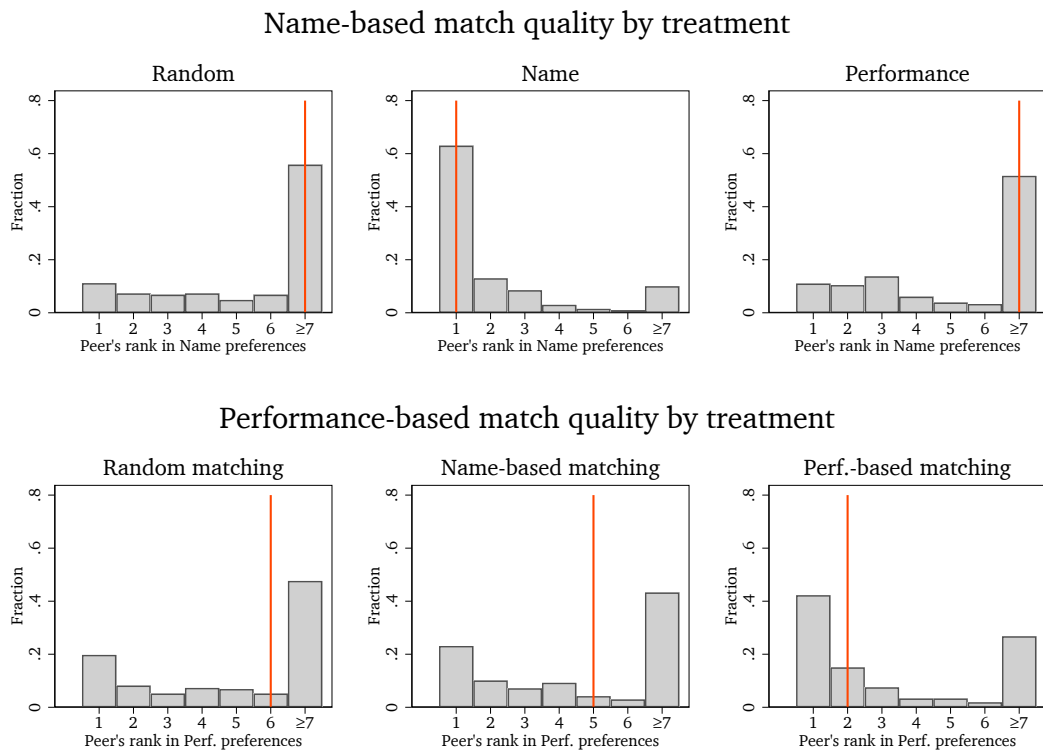 Name-based match quality by treatment
Random
Name
Performance
Fraction
0
.2
.4
.6
.8
1 2 3 4 5 6 ≥7
Peer's rank in Name preferences
Fraction
0
.2
.4
.6
.8
1 2 3 4 5 6 ≥7
Peer's rank in Name preferences
Fraction
0
.2
.4
.6
.8
1 2 3 4 5 6 ≥7
Peer's rank in Name preferences
Performance-based match quality by treatment
Random matching
Name-based matching
Perf.-based matching
Fraction
0
.2
.4
.6
.8
1 2 3 4 5 6 ≥7
Peer's rank in Perf. preferences
Fraction
0
.2
.4
.6
.8
1 2 3 4 5 6 ≥7
Peer's rank in Perf. preferences
Fraction
0
.2
.4
.6
.8
1 2 3 4 5 6 ≥7
Peer's rank in Perf. preferences